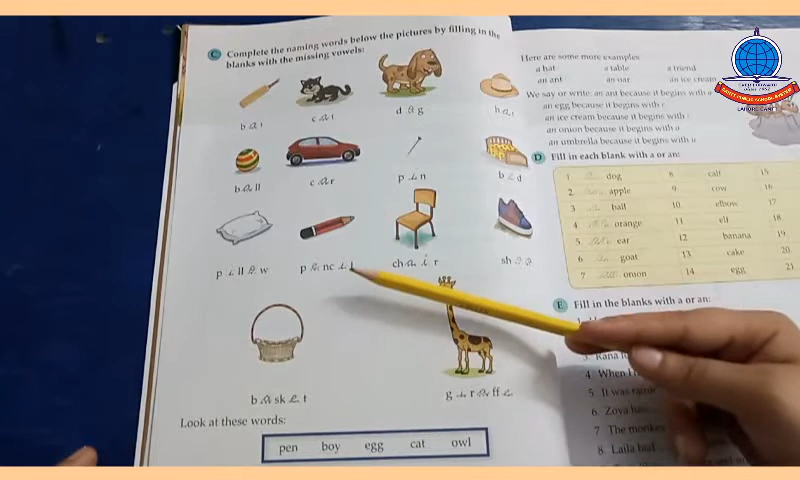 C Complete the naming words below the pictures by filling in the
blanks with the missing vowels:
b a t
c a t
d o g
h a t
b a ll
c a r
p i n
b e d
p i ll o w
p e nc i l
ch a i r
sh o e
b a sk e t
g i r a ff e
Look at these words:
pen boy egg cat owl
Here are some more examples
a hat a table a friend
an ant an oar an ice cream
We say or write: an ant because it begins with a
an egg because it begins with e
an ice cream because it begins with i
an onion because it begins with o
an umbrella because it begins with u
D Fill in each blank with a or an:
1 a dog 8 calf 15
2 an apple 9 cow 16
3 a ball 10 elbow 17
4 an orange 11 elf 18
5 an ear 12 banana 19.
6 a goat 13 cake 20.
7 an onion 14 egg 21
E Fill in the blanks with a or an:
3. Rana
4 When I
5 It was
6. Zoya
7 The monkey
8. Laila had
LAHORE CANTT